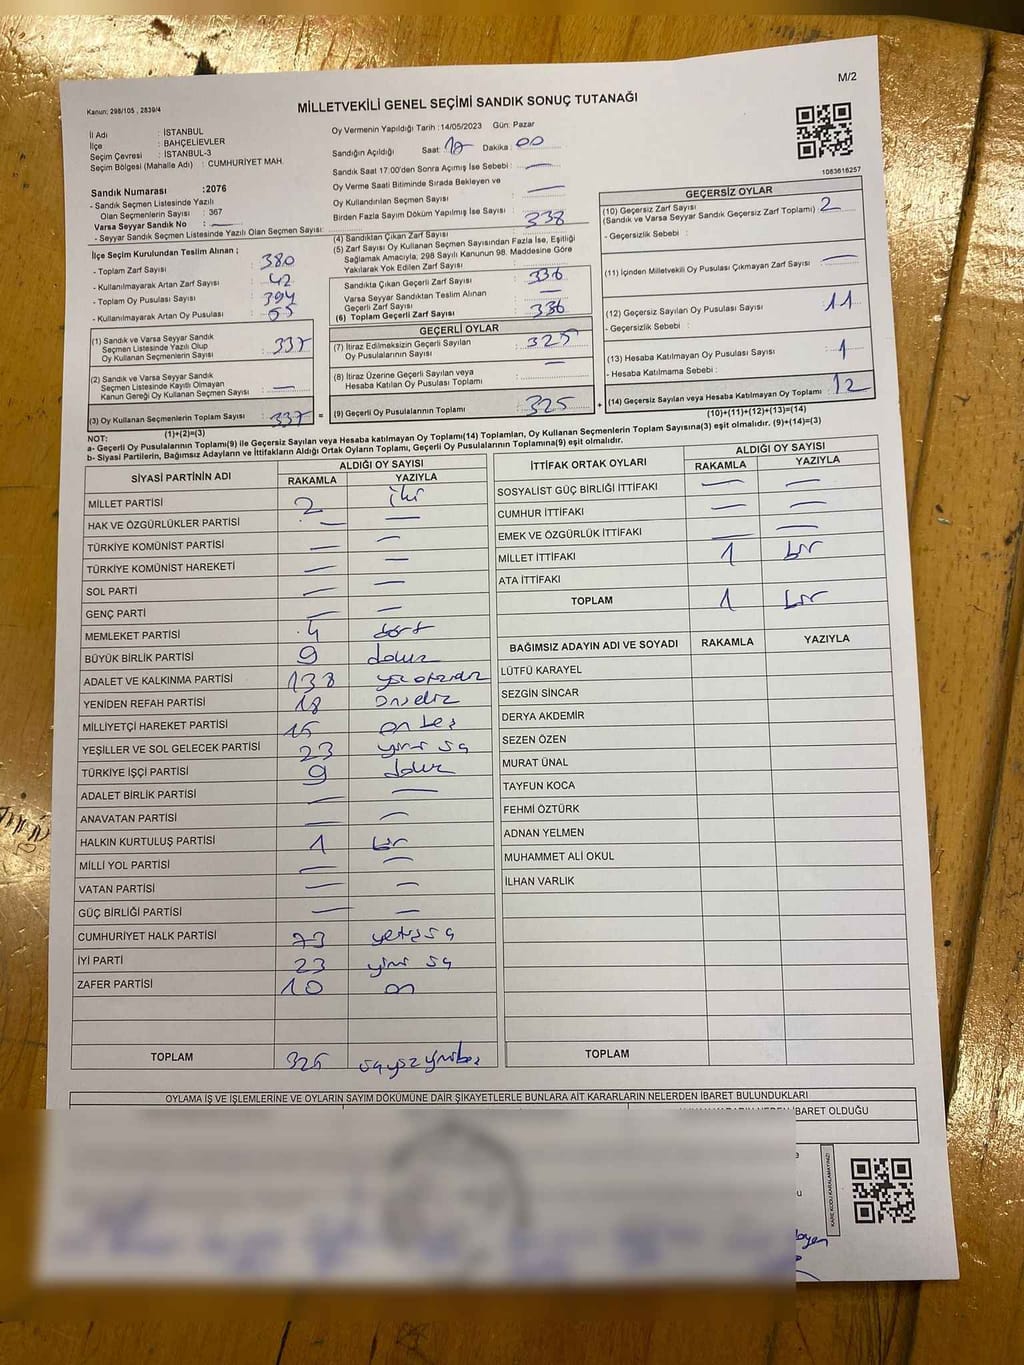 M/2
Kanun: 298/105 , 2839/4
MİLLETVEKİLİ GENEL SEÇİMİ SANDIK SONUÇ TUTANAĞI
İl Adı : İSTANBUL
İlçe : BAHÇELİEVLER
Seçim Çevresi : İSTANBUL-3
Seçim Bölgesi (Mahalle Adı) : CUMHURİYET MAH.
Sandık Numarası :2076
- Sandık Seçmen Listesinde Yazılı
Olan Seçmenlerin Sayısı : 367
Varsa Seyyar Sandık No :
- Seyyar Sandık Seçmen Listesinde Yazılı Olan Seçmen Sayısı:
Oy Vermenin Yapıldığı Tarih :14/05/2023 Gün: Pazar
Sandığın Açıldığı Saat: Dakika : 00
Sandık Saat 17:00'den Sonra Açımış İse Sebebi : —
Oy Verme Saati Bitiminde Sırada Bekleyen ve
Oy Kullandırılan Seçmen Sayısı : —
Birden Fazla Sayım Döküm Yapılmış İse Sayısı :
1083616257
İlçe Seçim Kurulundan Teslim Alınan ;
- Toplam Zarf Sayısı : 380
- Kullanılmayarak Artan Zarf Sayısı : 42
- Toplam Oy Pusulası Sayısı : 394
- Kullanılmayarak Artan Oy Pusulası : 55
(1) Sandık ve Varsa Seyyar Sandık
Seçmen Listesinde Yazılı Olup
Oy Kullanan Seçmenlerin Sayısı : 337
(2) Sandık ve Varsa Seyyar Sandık
Seçmen Listesinde Kayıtlı Olmayan
Kanun Gereği Oy Kullanan Seçmen Sayısı : —
(3) Oy Kullanan Seçmenlerin Toplam Sayısı : 337 =
(1)+(2)=(3)
(4) Sandıktan Çıkan Zarf Sayısı : 338
(5) Zarf Sayısı Oy Kullanan Seçmen Sayısından Fazla İse, Eşitliği
Sağlamak Amacıyla; 298 Sayılı Kanunun 98. Maddesine Göre
Yakılarak Yok Edilen Zarf Sayısı :
Sandıkta Çıkan Geçerli Zarf Sayısı : 336
Varsa Seyyar Sandıktan Teslim Alınan
Geçerli Zarf Sayısı : —
(6) Toplam Geçerli Zarf Sayısı : 336
GEÇERLİ OYLAR
(7) İtiraz Edilmeksizin Geçerli Sayılan
Oy Pusulalarının Sayısı : 325
(8) İtiraz Üzerine Geçerli Sayılan veya
Hesaba Katılan Oy Pusulası Toplamı : —
(9) Geçerli Oy Pusulalarının Toplamı : 325 +
GEÇERSİZ OYLAR
(10) Geçersiz Zarf Sayısı : 2
(Sandık ve Varsa Seyyar Sandık Geçersiz Zarf Toplamı)
- Geçersizlik Sebebi :
(11) İçinden Milletvekili Oy Pusulası Çıkmayan Zarf Sayısı : —
(12) Geçersiz Sayılan Oy Pusulası Sayısı : 11
- Geçersizlik Sebebi :
(13) Hesaba Katılmayan Oy Pusulası Sayısı : 1
- Hesaba Katılmama Sebebi :
(14) Geçersiz Sayılan veya Hesaba Katılmayan Oy Toplamı : 12
(10)+(11)+(12)+(13)=(14)
NOT:
a- Geçerli Oy Pusulalarının Toplamı(9) ile Geçersiz Sayılan veya Hesaba katılmayan Oy Toplamı(14) Toplamları, Oy Kullanan Seçmenlerin Toplam Sayısına(3) eşit olmalıdır. (9)+(14)=(3)
b- Siyasi Partilerin, Bağımsız Adayların ve İttifakların Aldığı Ortak Oyların Toplamı, Geçerli Oy Pusulalarının Toplamına(9) eşit olmalıdır.
SİYASİ PARTİNİN ADI ALDIĞI OY SAYISI
RAKAMLA YAZIYLA
MİLLET PARTİSİ 2 iki
HAK VE ÖZGÜRLÜKLER PARTİSİ — —
TÜRKİYE KOMÜNİST PARTİSİ — —
TÜRKİYE KOMÜNİST HAREKETİ — —
SOL PARTİ — —
GENÇ PARTİ — —
MEMLEKET PARTİSİ 4 dört
BÜYÜK BİRLİK PARTİSİ 9 dokuz
ADALET VE KALKINMA PARTİSİ 138
YENİDEN REFAH PARTİSİ 18 onsekiz
MİLLİYETÇİ HAREKET PARTİSİ 15 on beş
YEŞİLLER VE SOL GELECEK PARTİSİ 23 yirmi üç
TÜRKİYE İŞÇİ PARTİSİ 9 dokuz
ADALET BİRLİK PARTİSİ — —
ANAVATAN PARTİSİ — —
HALKIN KURTULUŞ PARTİSİ 1 bir
MİLLİ YOL PARTİSİ — —
VATAN PARTİSİ — —
GÜÇ BİRLİĞİ PARTİSİ — —
CUMHURİYET HALK PARTİSİ 73 yetmiş üç
İYİ PARTİ 23 yirmi üç
ZAFER PARTİSİ 10 on
TOPLAM 325 üçyüzyirmibeş
İTTİFAK ORTAK OYLARI ALDIĞI OY SAYISI
RAKAMLA YAZIYLA
SOSYALİST GÜÇ BİRLİĞİ İTTİFAKI — —
CUMHUR İTTİFAKI — —
EMEK VE ÖZGÜRLÜK İTTİFAKI — —
MİLLET İTTİFAKI 1 bir
ATA İTTİFAKI
TOPLAM 1 bir
BAĞIMSIZ ADAYIN ADI VE SOYADI RAKAMLA YAZIYLA
LÜTFÜ KARAYEL
SEZGİN SİNCAR
DERYA AKDEMİR
SEZEN ÖZEN
MURAT ÜNAL
TAYFUN KOCA
FEHMİ ÖZTÜRK
ADNAN YELMEN
MUHAMMET ALİ OKUL
İLHAN VARLIK
TOPLAM
OYLAMA İŞ VE İŞLEMLERİNE VE OYLARIN SAYIM DÖKÜMÜNE DAİR ŞİKAYETLERLE BUNLARA AİT KARARLARIN NELERDEN İBARET BULUNDUKLARI
İBARET OLDUĞU
KARE KODU KARALAMAYINIZ!